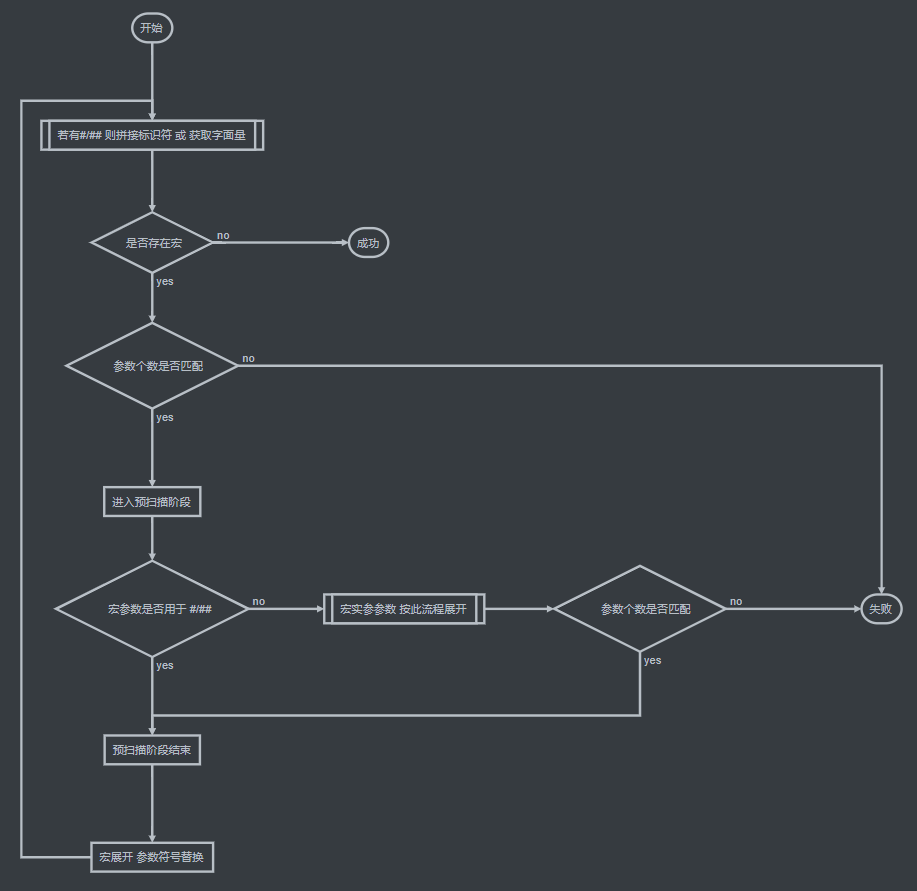 开始
若有#/## 则拼接标识符 或 获取字面量
是否存在宏
no
成功
yes
参数个数是否匹配
no
yes
进入预扫描阶段
宏参数是否用于 #/##
no
宏实参参数 按此流程展开
参数个数是否匹配
no
失败
yes
yes
预扫描阶段结束
宏展开 参数符号替换